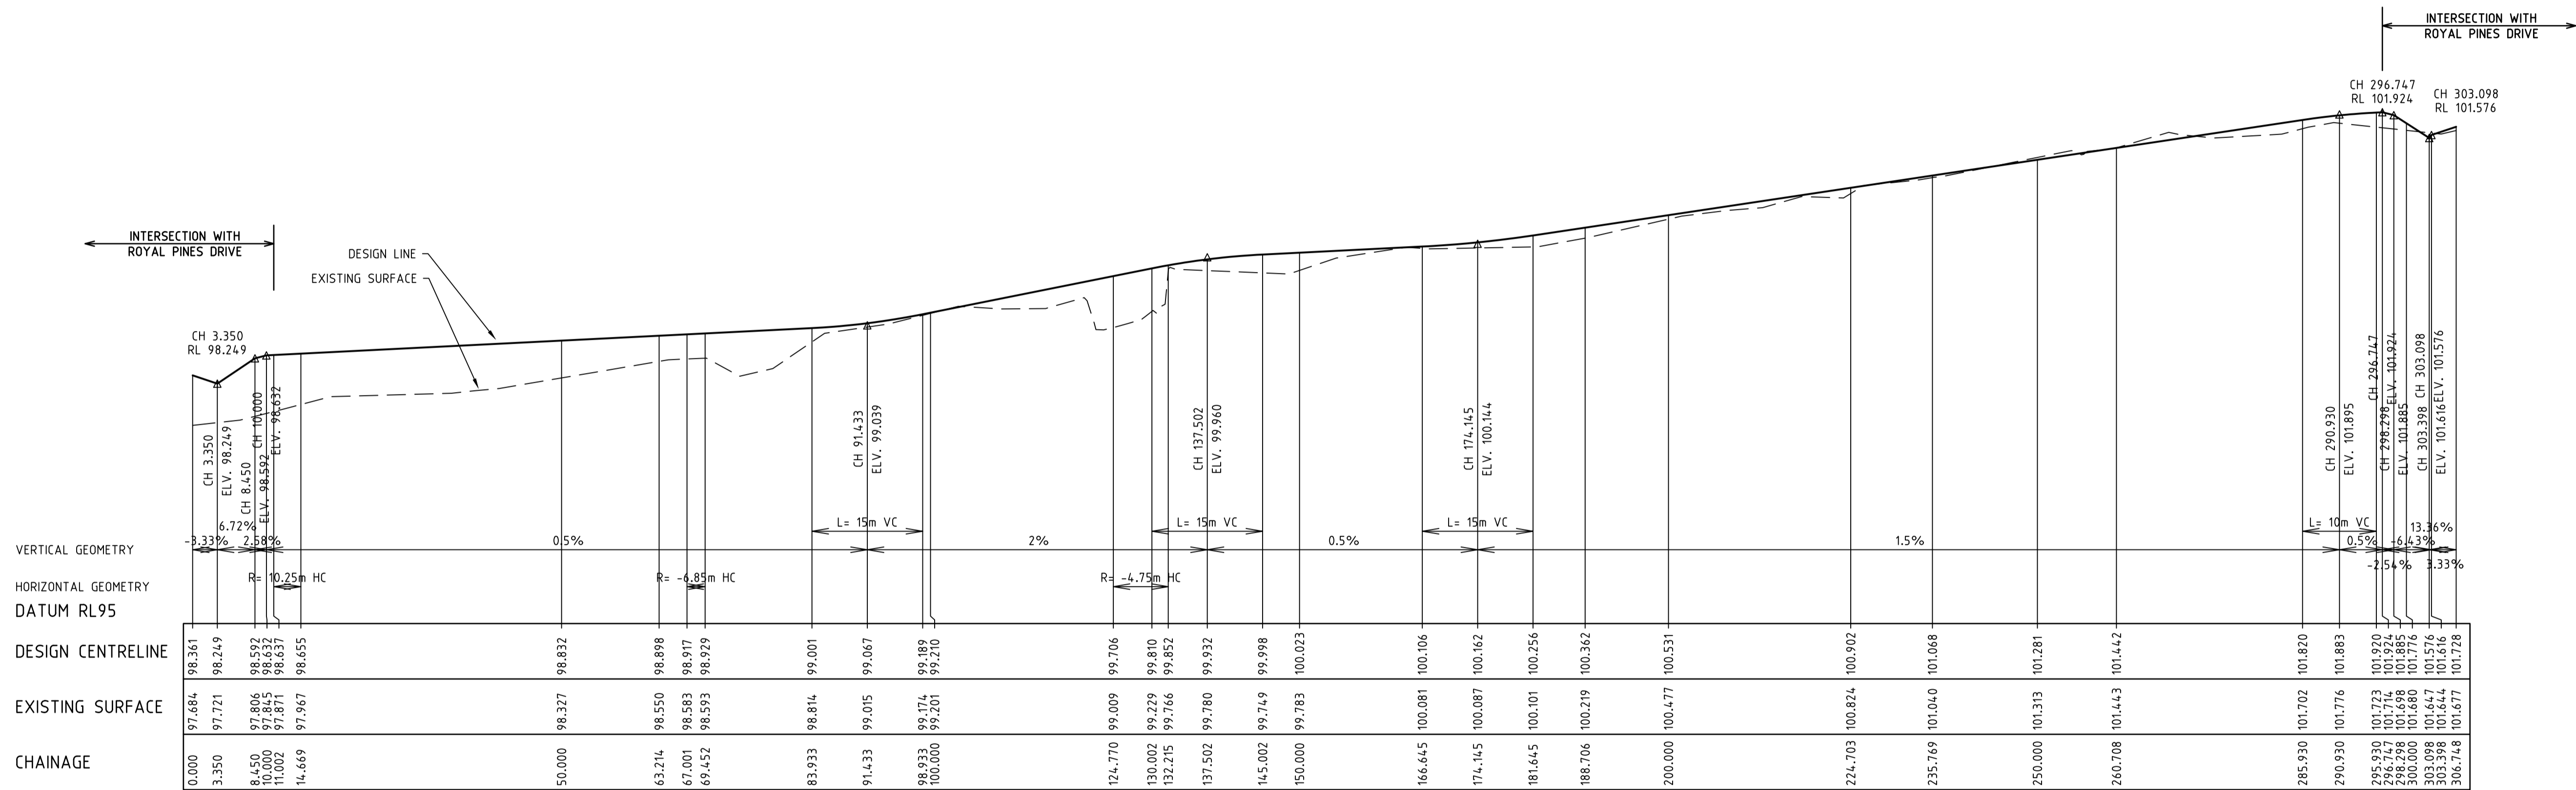 INTERSECTION WITH
ROYAL PINES DRIVE
CH 296.747
RL 101.924
CH 303.098
RL 101.576
INTERSECTION WITH
ROYAL PINES DRIVE
DESIGN LINE
EXISTING SURFACE
CH 3.350
RL 98.249
CH 3.350
ELV. 98.249
CH 8.450
ELV. 98.592
CH 10.000
ELV. 98.632
CH 91.433
ELV. 99.039
CH 137.502
ELV. 99.960
CH 174.145
ELV. 100.144
CH 290.930
ELV. 101.895
CH 296.747
ELV. 101.924
CH 298.298
ELV. 101.885
CH 303.098
ELV. 101.576
CH 303.398
ELV. 101.616
L= 15m VC
L= 15m VC
L= 15m VC
L= 10m VC
VERTICAL GEOMETRY
-3.33%
6.72%
2.58%
0.5%
2%
0.5%
1.5%
0.5%
-2.54%
-6.43%
13.36%
3.33%
HORIZONTAL GEOMETRY
R= 10.25m HC
R= -6.85m HC
R= -4.75m HC
DATUM RL95
DESIGN CENTRELINE 98.361 98.249 98.592 98.632 98.637 98.655 98.832 98.898 98.917 98.929 99.001 99.067 99.189 99.210 99.706 99.810 99.852 99.932 99.998 100.023 100.106 100.162 100.256 100.362 100.531 100.902 101.068 101.281 101.442 101.820 101.883 101.920 101.924 101.885 101.776 101.576 101.616 101.728
EXISTING SURFACE 97.684 97.721 97.806 97.845 97.871 97.967 98.327 98.550 98.583 98.593 98.814 99.015 99.174 99.201 99.009 99.229 99.766 99.780 99.749 99.783 100.081 100.087 100.101 100.219 100.477 100.824 101.040 101.313 101.443 101.702 101.776 101.723 101.714 101.698 101.680 101.647 101.644 101.677
CHAINAGE 0.000 3.350 8.450 10.000 11.002 14.669 50.000 63.214 67.001 69.452 83.933 91.433 98.933 100.000 124.770 130.002 132.215 137.502 145.002 150.000 166.645 174.145 181.645 188.706 200.000 224.703 235.769 250.000 260.708 285.930 290.930 295.930 296.747 298.298 300.000 303.098 303.398 306.748